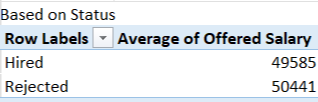 Based on Status
Row Labels Average of Offered Salary
Hired 49585
Rejected 50441